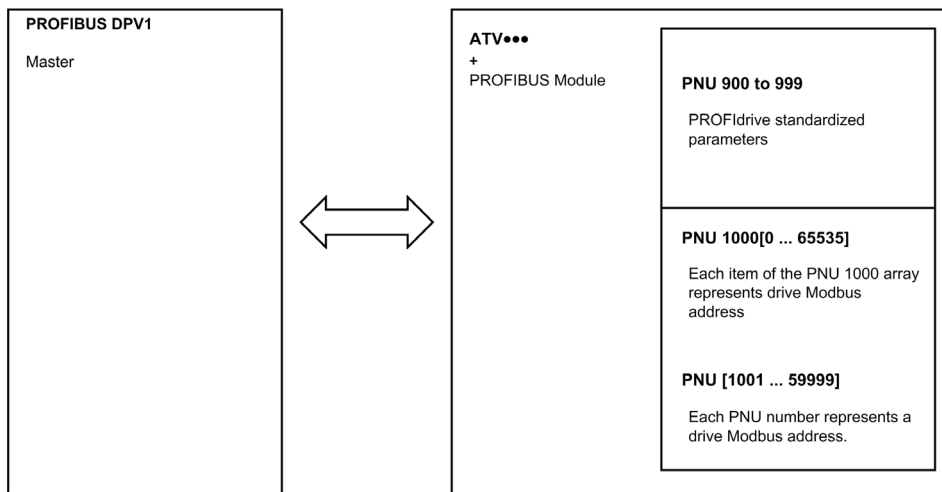 PROFIBUS DPV1
Master
ATV●●●
+
PROFIBUS Module
PNU 900 to 999
PROFIdrive standardized
parameters
PNU 1000[0 ... 65535]
Each item of the PNU 1000 array
represents drive Modbus
address
PNU [1001 ... 59999]
Each PNU number represents a
drive Modbus address.